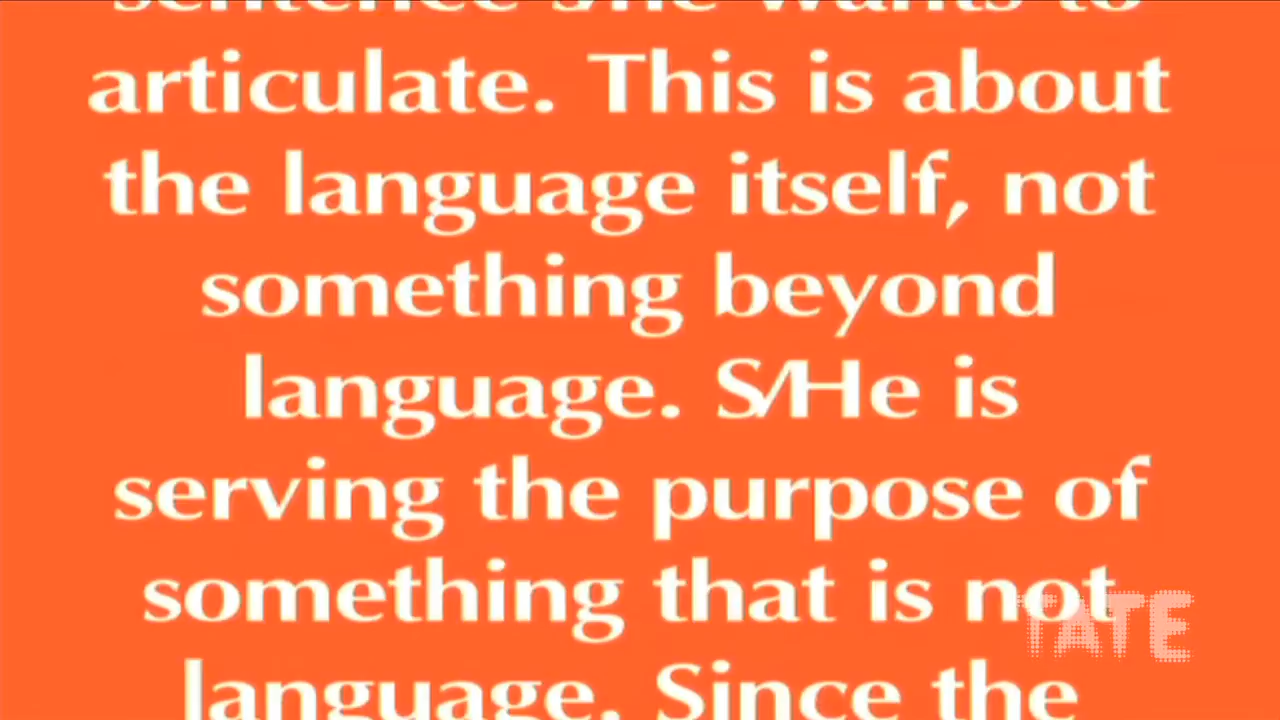 sentence S/He wants to
articulate. This is about
the language itself, not
something beyond
language. S/He is
serving the purpose of
something that is not
TATE
language. Since the